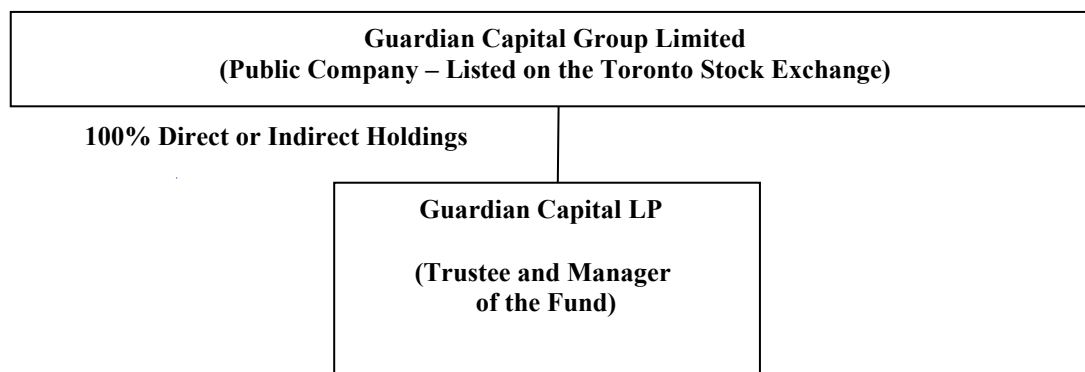 Guardian Capital Group Limited
(Public Company – Listed on the Toronto Stock Exchange)
100% Direct or Indirect Holdings
Guardian Capital LP
(Trustee and Manager
of the Fund)